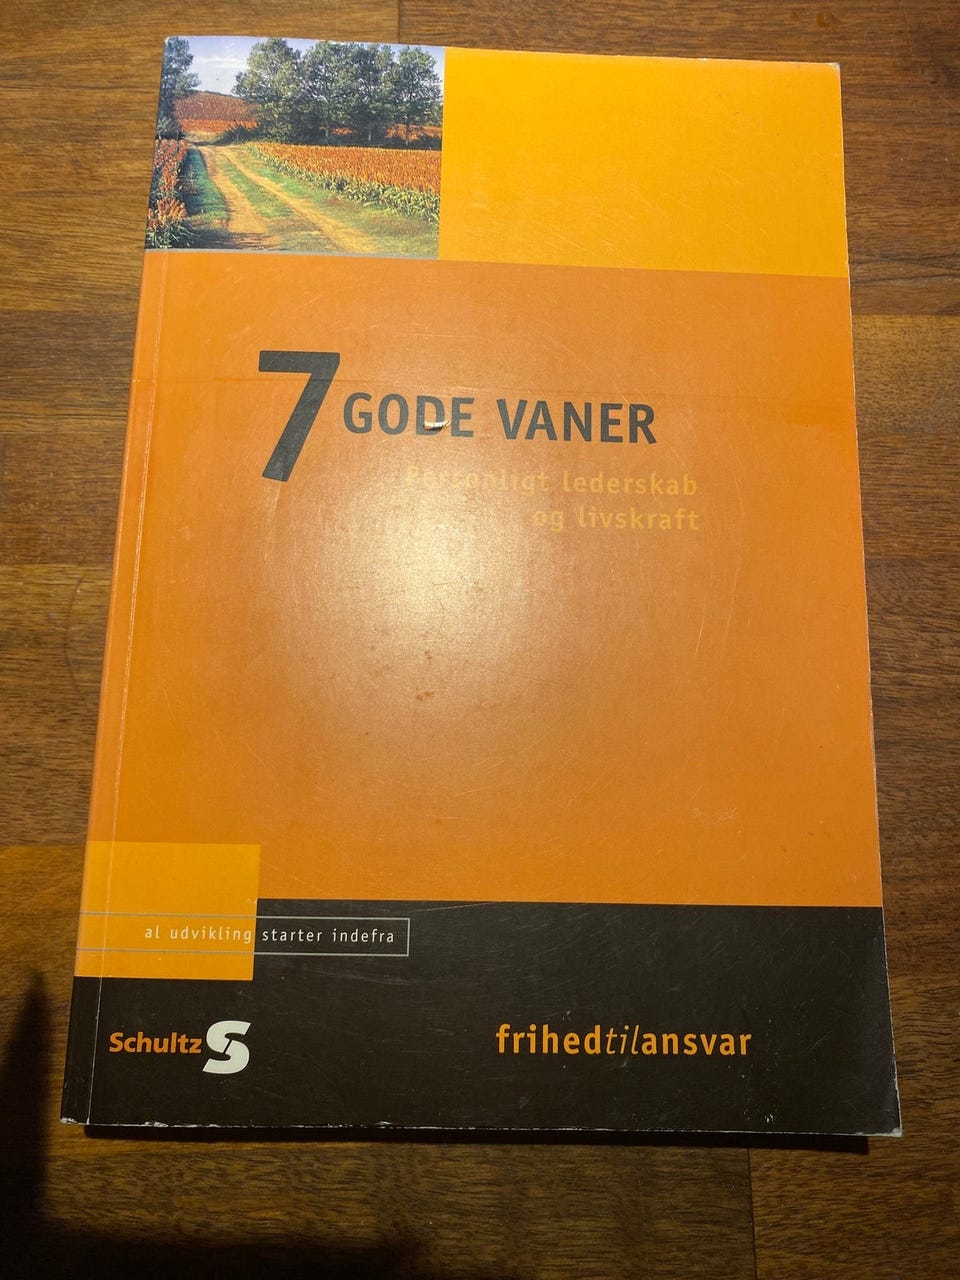 7 GODE VANER
Personligt lederskab
og livskraft
al udvikling starter indefra
Schultz
frihedtilansvar